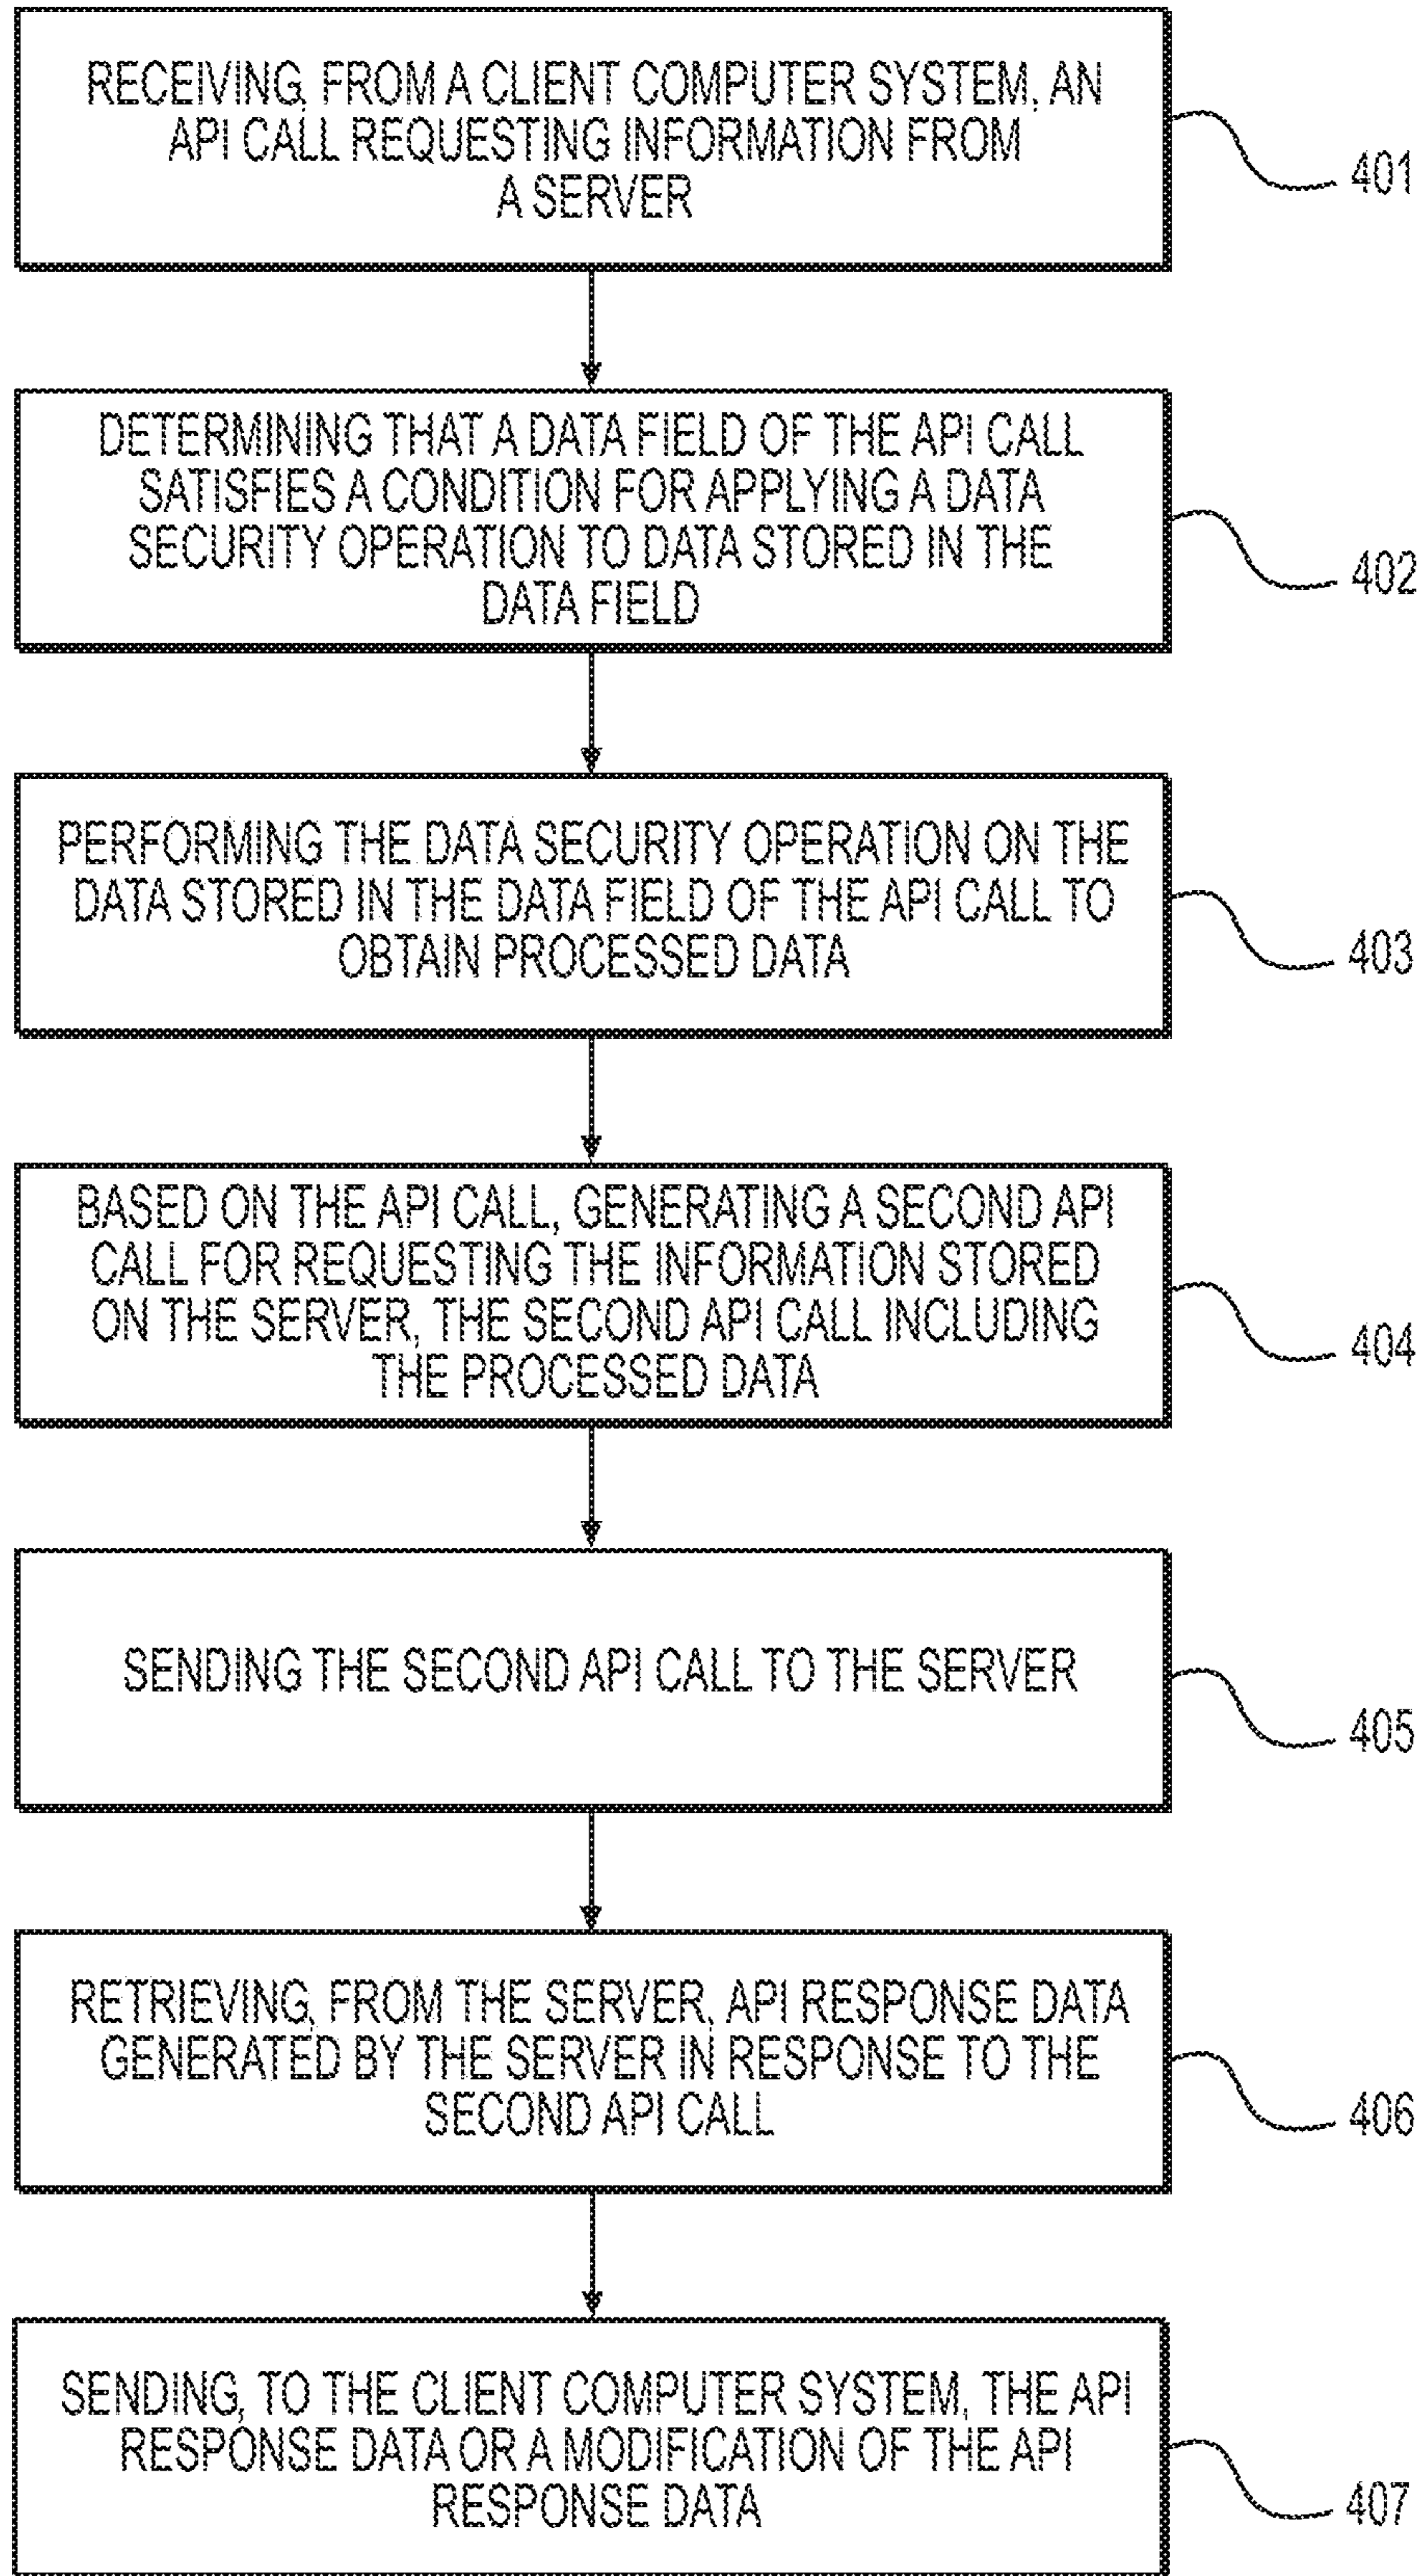 RECEIVING, FROM A CLIENT COMPUTER SYSTEM, AN
API CALL REQUESTING INFORMATION FROM
A SERVER
401
DETERMINING THAT A DATA FIELD OF THE API CALL
SATISFIES A CONDITION FOR APPLYING A DATA
SECURITY OPERATION TO DATA STORED IN THE
DATA FIELD
402
PERFORMING THE DATA SECURITY OPERATION ON THE
DATA STORED IN THE DATA FIELD OF THE API CALL TO
OBTAIN PROCESSED DATA
403
BASED ON THE API CALL, GENERATING A SECOND API
CALL FOR REQUESTING THE INFORMATION STORED
ON THE SERVER, THE SECOND API CALL INCLUDING
THE PROCESSED DATA
404
SENDING THE SECOND API CALL TO THE SERVER
405
RETRIEVING, FROM THE SERVER, API RESPONSE DATA
GENERATED BY THE SERVER IN RESPONSE TO THE
SECOND API CALL
406
SENDING, TO THE CLIENT COMPUTER SYSTEM, THE API
RESPONSE DATA OR A MODIFICATION OF THE API
RESPONSE DATA
407